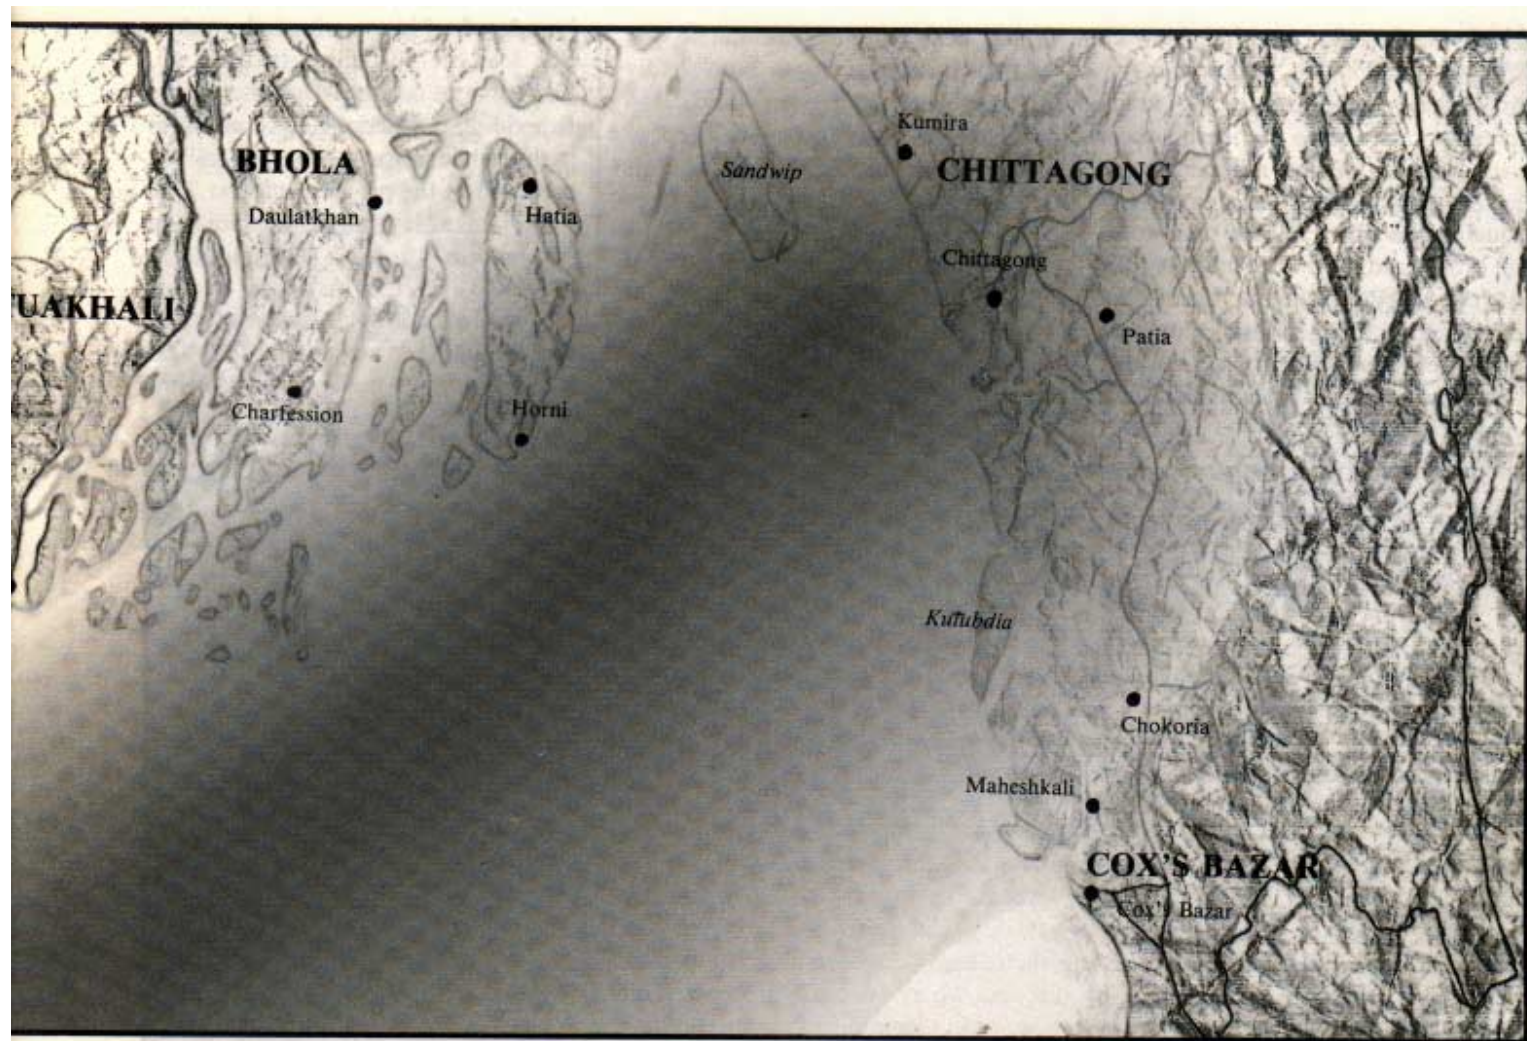 Kumira
BHOLA
CHITTAGONG
Sandwip
Daulatkhan
Hatia
Chittagong
UAKHALI
Patia
Charfession
Horni
Kutubdia
Chokoria
Maheshkali
COX'S BAZAR
Cox's Bazar